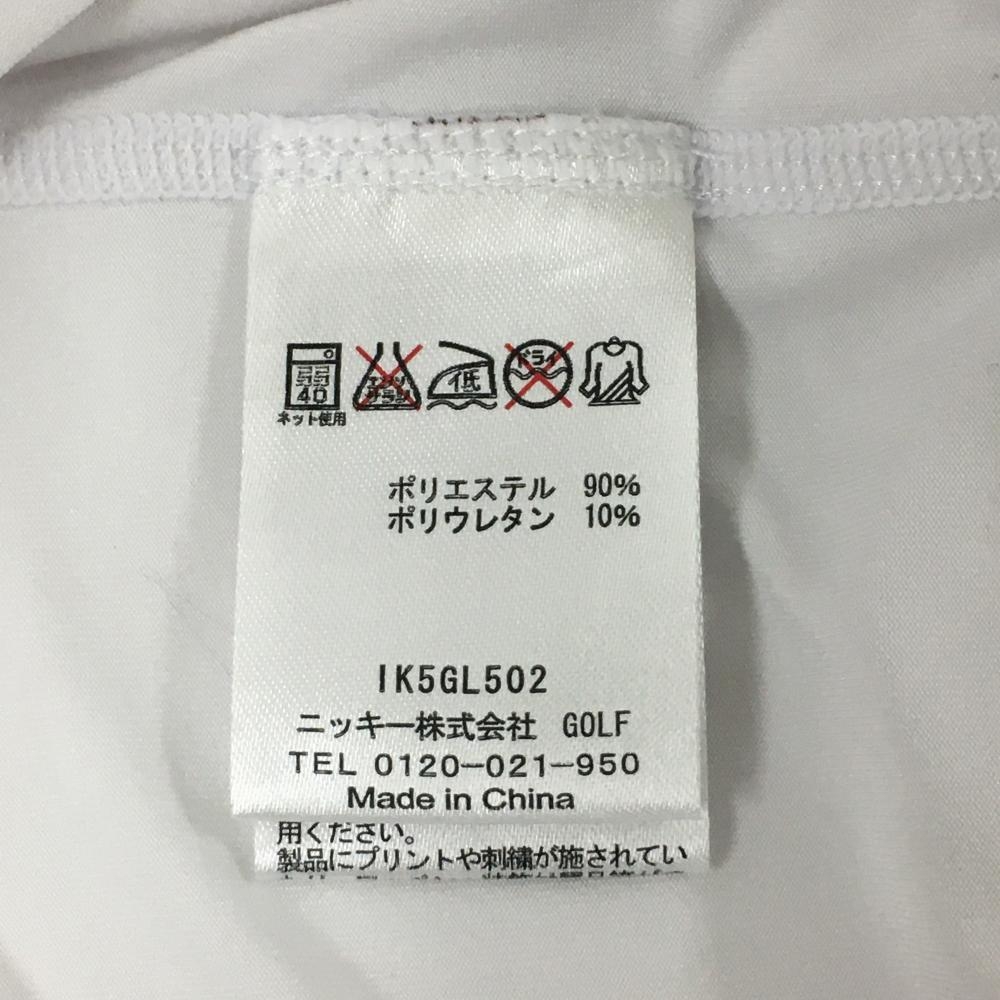 40
ネット使用
エンソ
サラシ
低
ドライ
ポリエステル 90%
ポリウレタン 10%
IK5GL502
ニッキー株式会社 GOLF
TEL 0120-021-950
Made in China
用ください。
製品にプリントや刺繍が施されてい